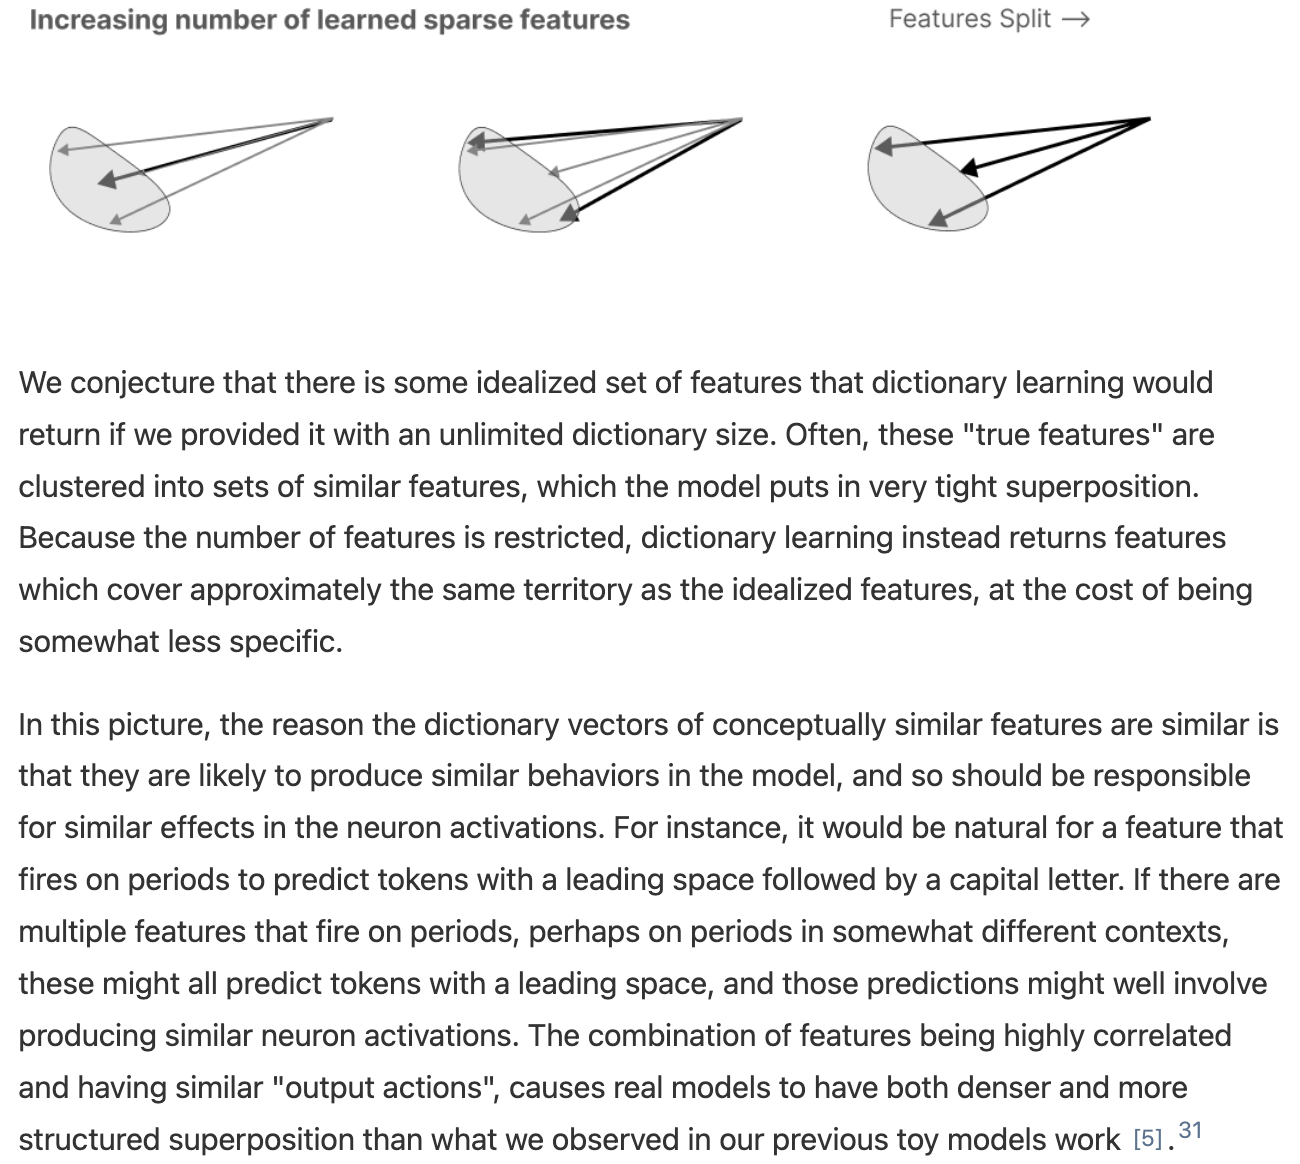 Increasing number of learned sparse features
Features Split →
We conjecture that there is some idealized set of features that dictionary learning would
return if we provided it with an unlimited dictionary size. Often, these "true features" are
clustered into sets of similar features, which the model puts in very tight superposition.
Because the number of features is restricted, dictionary learning instead returns features
which cover approximately the same territory as the idealized features, at the cost of being
somewhat less specific.
In this picture, the reason the dictionary vectors of conceptually similar features are similar is
that they are likely to produce similar behaviors in the model, and so should be responsible
for similar effects in the neuron activations. For instance, it would be natural for a feature that
fires on periods to predict tokens with a leading space followed by a capital letter. If there are
multiple features that fire on periods, perhaps on periods in somewhat different contexts,
these might all predict tokens with a leading space, and those predictions might well involve
producing similar neuron activations. The combination of features being highly correlated
and having similar "output actions", causes real models to have both denser and more
structured superposition than what we observed in our previous toy models work [5].31